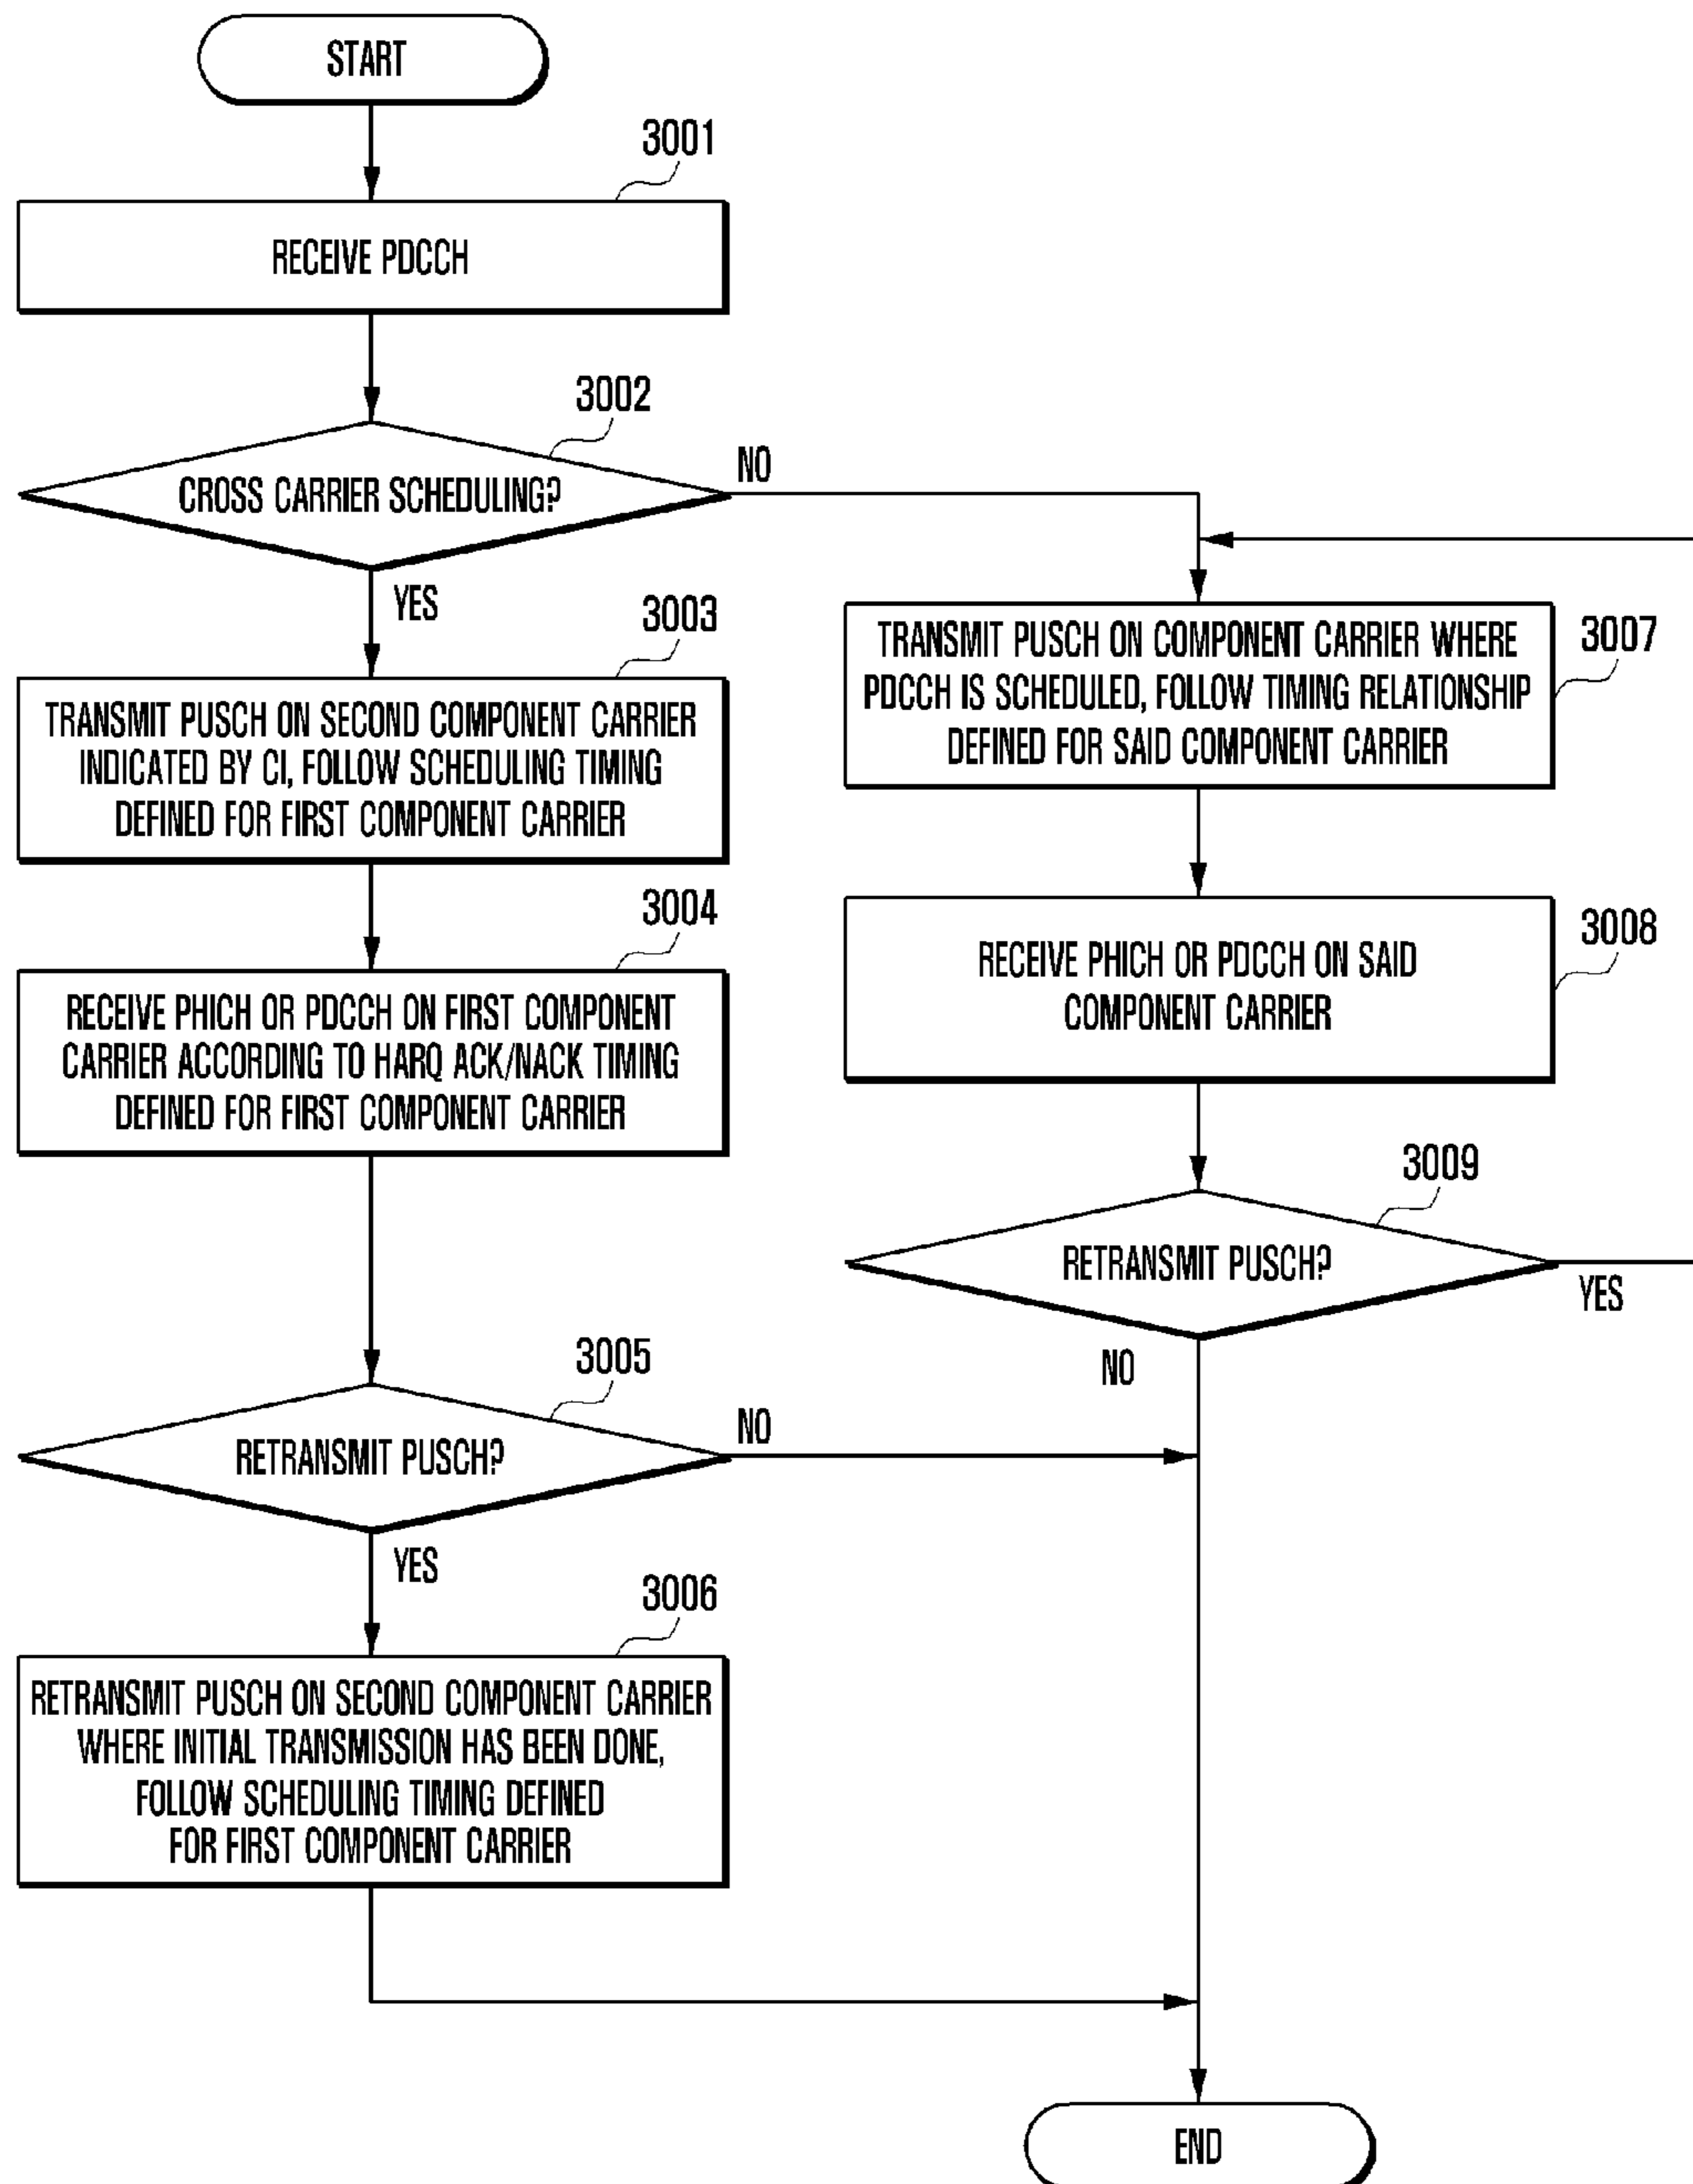 START
3001
RECEIVE PDCCH
3002
CROSS CARRIER SCHEDULING?
NO
YES
3003
TRANSMIT PUSCH ON SECOND COMPONENT CARRIER
INDICATED BY CI, FOLLOW SCHEDULING TIMING
DEFINED FOR FIRST COMPONENT CARRIER
3004
RECEIVE PHICH OR PDCCH ON FIRST COMPONENT
CARRIER ACCORDING TO HARQ ACK/NACK TIMING
DEFINED FOR FIRST COMPONENT CARRIER
3005
RETRANSMIT PUSCH?
NO
YES
3006
RETRANSMIT PUSCH ON SECOND COMPONENT CARRIER
WHERE INITIAL TRANSMISSION HAS BEEN DONE,
FOLLOW SCHEDULING TIMING DEFINED
FOR FIRST COMPONENT CARRIER
3007
TRANSMIT PUSCH ON COMPONENT CARRIER WHERE
PDCCH IS SCHEDULED, FOLLOW TIMING RELATIONSHIP
DEFINED FOR SAID COMPONENT CARRIER
3008
RECEIVE PHICH OR PDCCH ON SAID
COMPONENT CARRIER
3009
RETRANSMIT PUSCH?
YES
NO
END